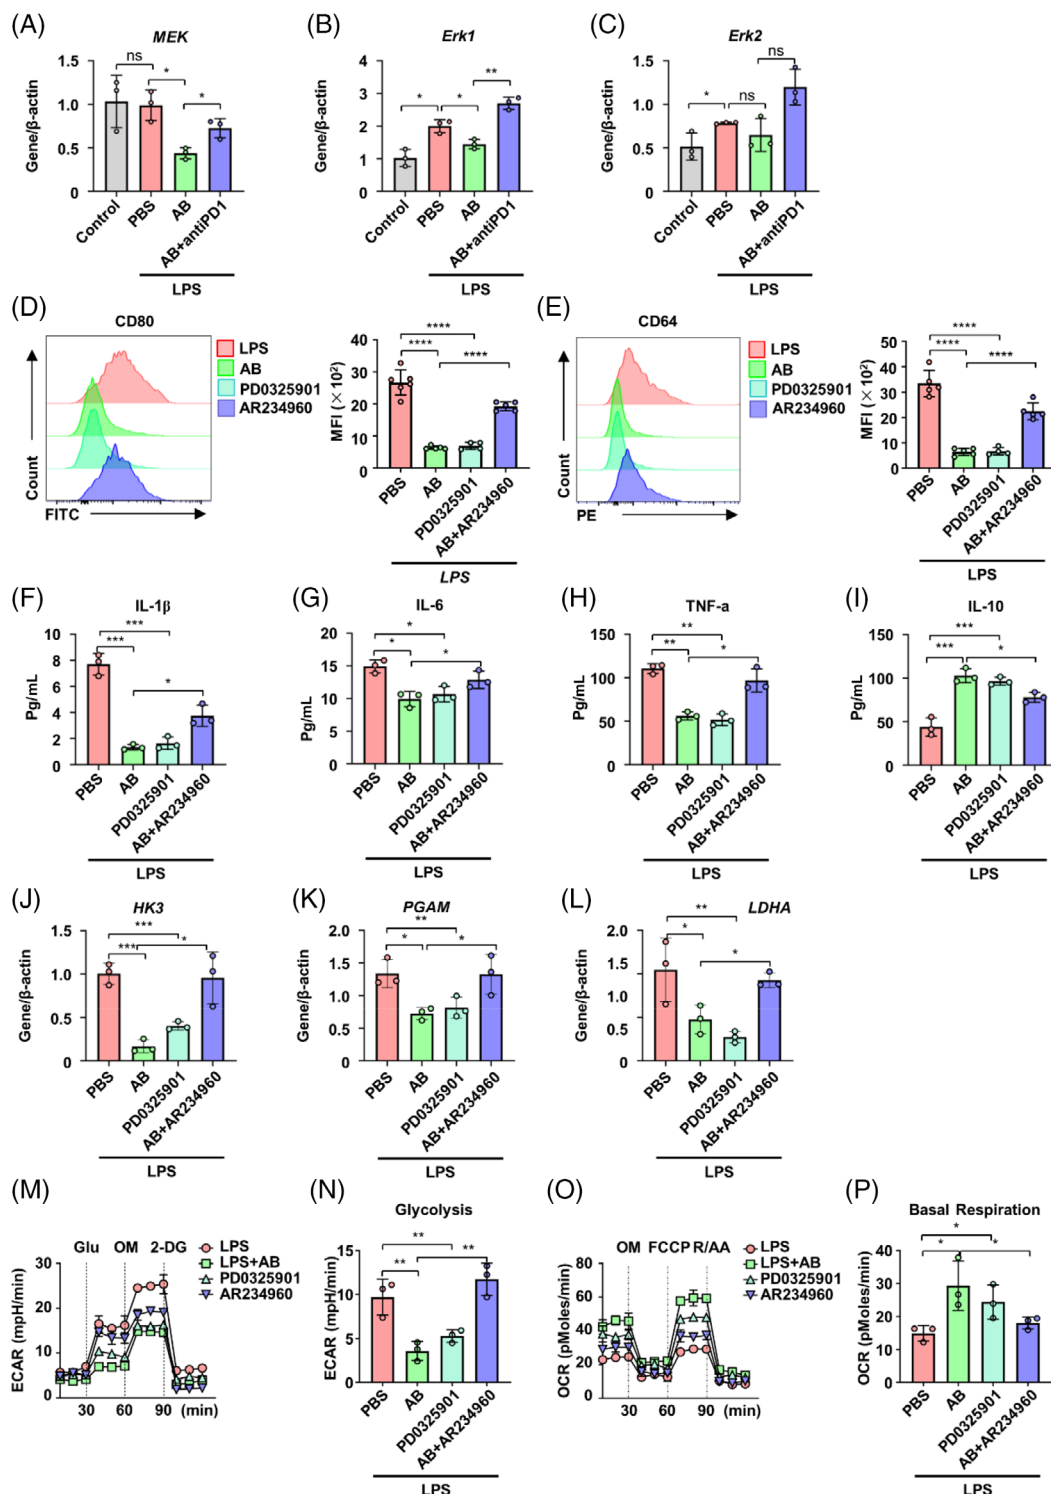 (A)
MEK
Gene/β-actin
1.5
1.0
0.5
0
ns
*
*
Control
PBS
AB
AB+antiPD1
LPS
(B)
Erk1
Gene/β-actin
4
3
2
1
0
*
*
**
Control
PBS
AB
AB+antiPD1
LPS
(C)
Erk2
Gene/β-actin
1.5
1.0
0.5
0
*
ns
ns
Control
PBS
AB
AB+antiPD1
LPS
(D)
CD80
Count
FITC
LPS
AB
PD0325901
AR234960
MFI (×10²)
40
30
20
10
0
****
****
****
PBS
AB
PD0325901
AB+AR234960
LPS
(E)
CD64
Count
PE
LPS
AB
PD0325901
AR234960
MFI (×10²)
50
40
30
20
10
0
****
****
****
PBS
AB
PD0325901
AB+AR234960
LPS
(F)
IL-1β
Pg/mL
10
8
6
4
2
0
***
***
*
PBS
AB
PD0325901
AB+AR234960
LPS
(G)
IL-6
Pg/mL
20
15
10
5
0
*
*
*
PBS
AB
PD0325901
AB+AR234960
LPS
(H)
TNF-a
Pg/mL
150
100
50
0
**
**
*
PBS
AB
PD0325901
AB+AR234960
LPS
(I)
IL-10
Pg/mL
150
100
50
0
***
***
*
PBS
AB
PD0325901
AB+AR234960
LPS
(J)
HK3
Gene/β-actin
1.5
1.0
0.5
0
***
***
*
PBS
AB
PD0325901
AB+AR234960
LPS
(K)
PGAM
Gene/β-actin
2.0
1.5
1.0
0.5
0
**
*
*
PBS
AB
PD0325901
AB+AR234960
LPS
(L)
LDHA
Gene/β-actin
2.0
1.5
1.0
0.5
0
**
*
*
PBS
AB
PD0325901
AB+AR234960
LPS
(M)
Glu OM 2-DG
ECAR (mpH/min)
30
20
10
0
30 60 90 (min)
LPS
LPS+AB
PD0325901
AR234960
(N)
Glycolysis
ECAR (mpH/min)
15
10
5
0
**
**
**
PBS
AB
PD0325901
AB+AR234960
LPS
(O)
OM FCCP R/AA
OCR (pMoles/min)
80
60
40
20
0
30 60 90 (min)
LPS
LPS+AB
PD0325901
AR234960
(P)
Basal Respiration
OCR (pMoles/min)
40
30
20
10
0
*
*
*
PBS
AB
PD0325901
AB+AR234960
LPS